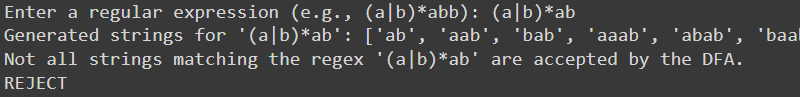 Enter a regular expression (e.g., (a|b)*abb): (a|b)*ab
Generated strings for '(a|b)*ab': ['ab', 'aab', 'bab', 'aaab', 'abab', 'baab
Not all strings matching the regex '(a|b)*ab' are accepted by the DFA.
REJECT